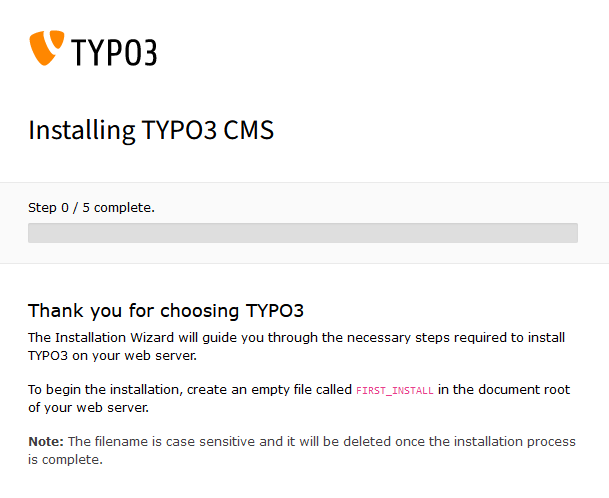 TYPO3
Installing TYPO3 CMS
Step 0 / 5 complete.
Thank you for choosing TYPO3
The Installation Wizard will guide you through the necessary steps required to install
TYPO3 on your web server.
To begin the installation, create an empty file called FIRST_INSTALL in the document root
of your web server.
Note: The filename is case sensitive and it will be deleted once the installation process
is complete.